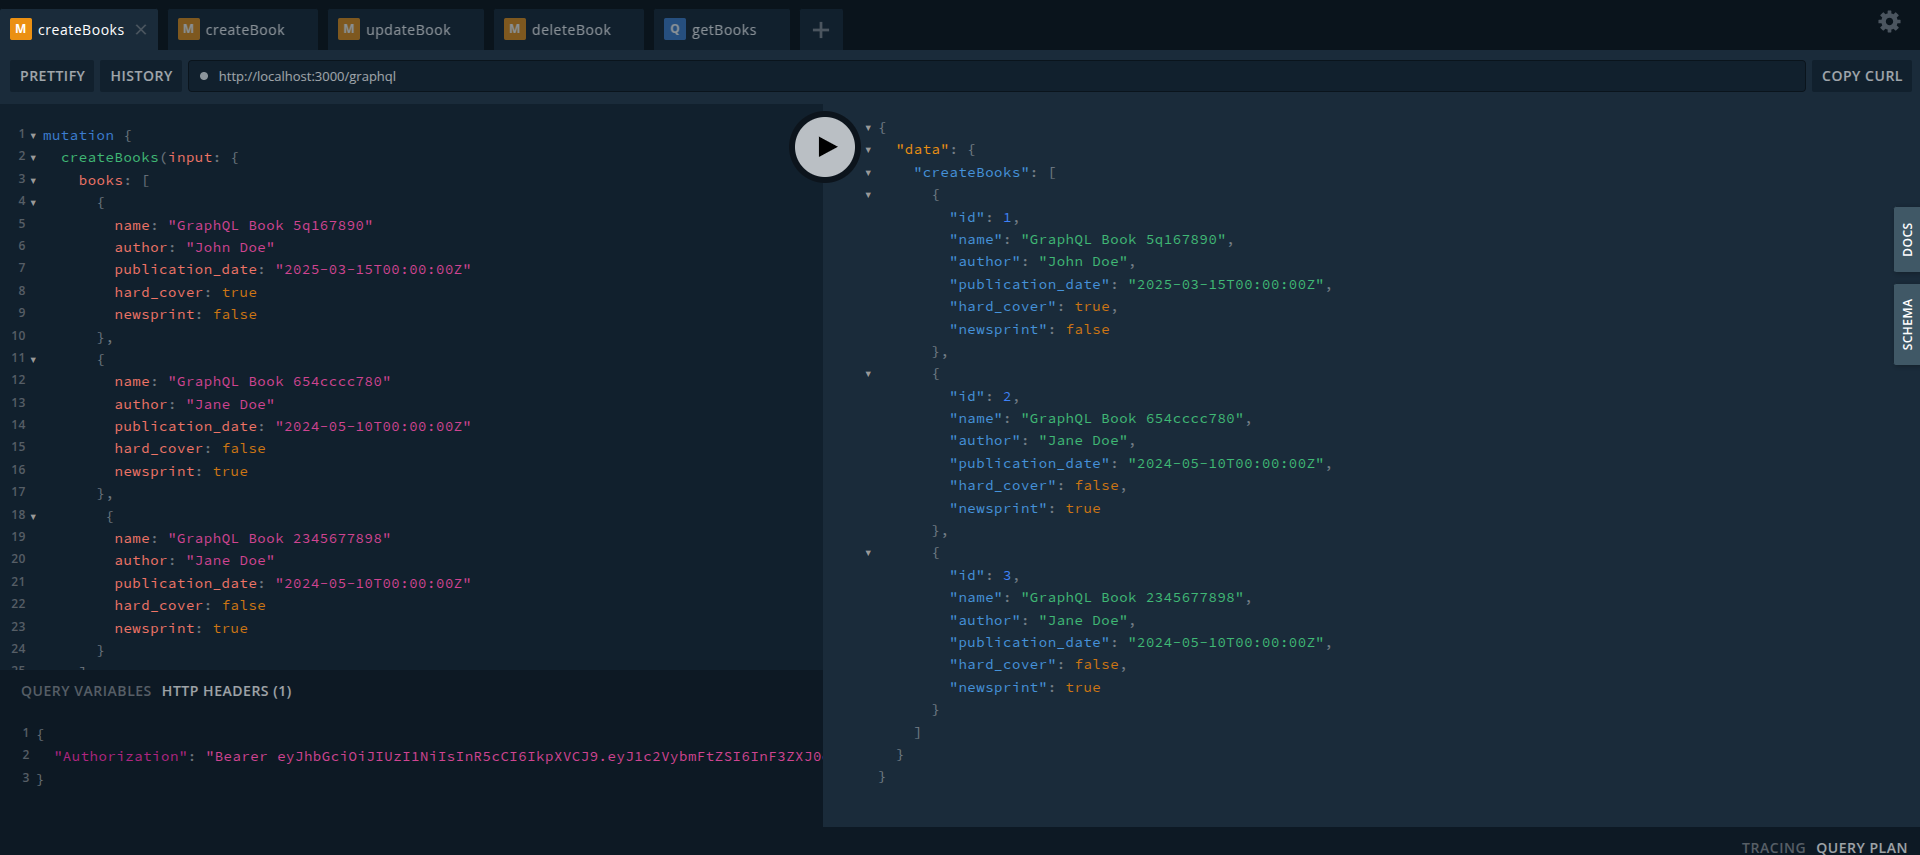 M createBooks × M createBook M updateBook M deleteBook Q getBooks +
PRETTIFY HISTORY http://localhost:3000/graphql COPY CURL
1 mutation {
2 createBooks(input: {
3 books: [
4 {
5 name: "GraphQL Book 5q167890"
6 author: "John Doe"
7 publication_date: "2025-03-15T00:00:00Z"
8 hard_cover: true
9 newsprint: false
10 },
11 {
12 name: "GraphQL Book 654cccc780"
13 author: "Jane Doe"
14 publication_date: "2024-05-10T00:00:00Z"
15 hard_cover: false
16 newsprint: true
17 },
18 {
19 name: "GraphQL Book 2345677898"
20 author: "Jane Doe"
21 publication_date: "2024-05-10T00:00:00Z"
22 hard_cover: false
23 newsprint: true
24 }
QUERY VARIABLES HTTP HEADERS (1)
1 {
2 "Authorization": "Bearer eyJhbGciOiJIUzI1NiIsInR5cCI6IkpXVCJ9.eyJ1c2VybmFtZSI6InF3ZXJ0
3 }
{
"data": {
"createBooks": [
{
"id": 1,
"name": "GraphQL Book 5q167890",
"author": "John Doe",
"publication_date": "2025-03-15T00:00:00Z",
"hard_cover": true,
"newsprint": false
},
{
"id": 2,
"name": "GraphQL Book 654cccc780",
"author": "Jane Doe",
"publication_date": "2024-05-10T00:00:00Z",
"hard_cover": false,
"newsprint": true
},
{
"id": 3,
"name": "GraphQL Book 2345677898",
"author": "Jane Doe",
"publication_date": "2024-05-10T00:00:00Z",
"hard_cover": false,
"newsprint": true
}
]
}
}
DOCS
SCHEMA
TRACING QUERY PLAN